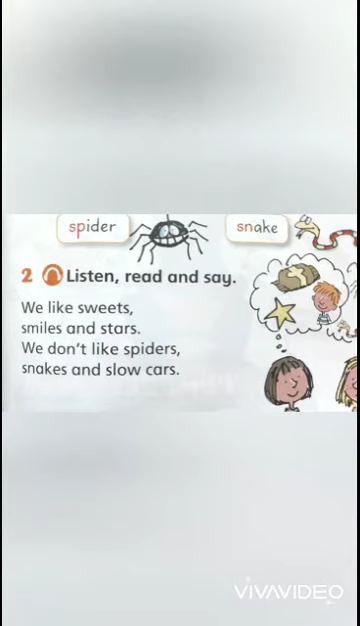 spider
snake
2 Listen, read and say.
We like sweets,
smiles and stars.
We don't like spiders,
snakes and slow cars.
VIVAVIDEO